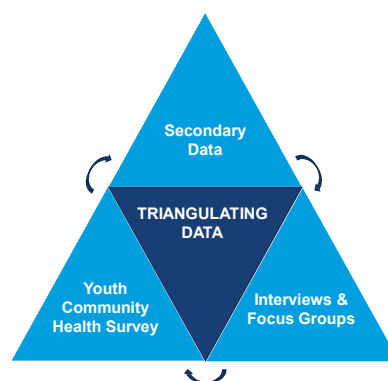 Secondary
Data
TRIANGULATING
DATA
Youth
Community
Health Survey
Interviews &
Focus Groups